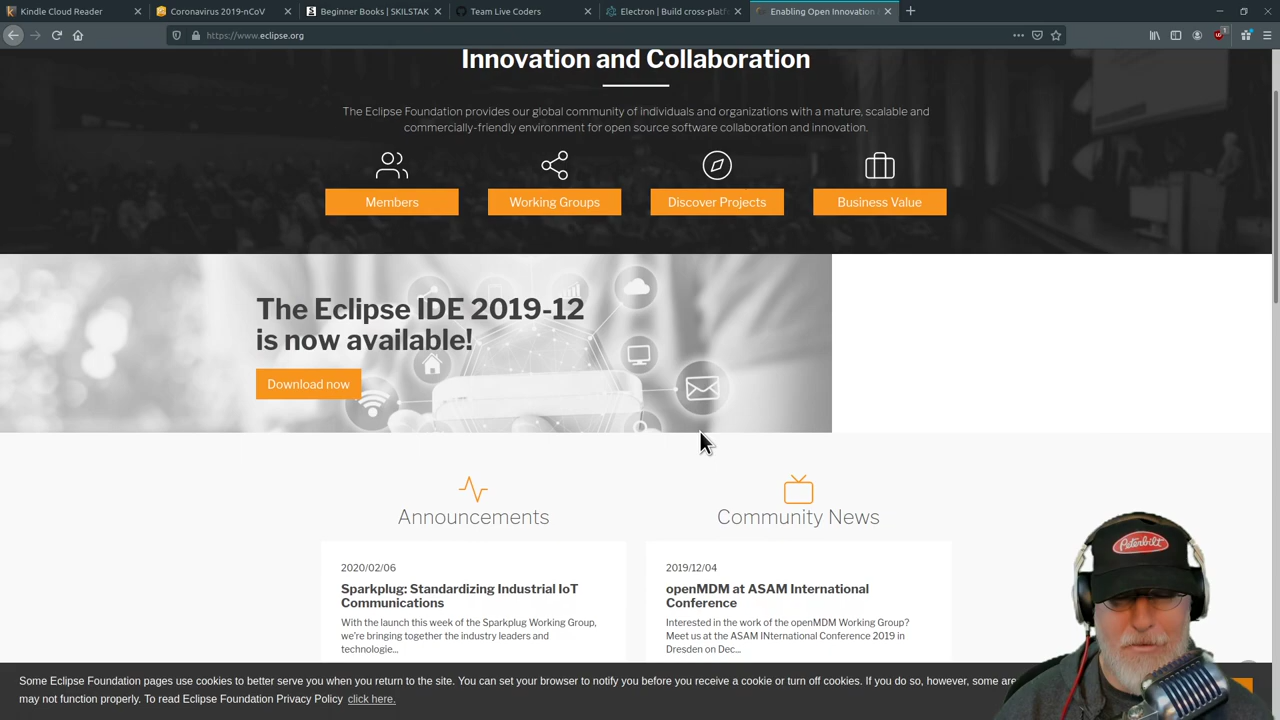 Kindle Cloud Reader
Coronavirus 2019-nCoV
Beginner Books | SKILSTAK
Team Live Coders
Electron | Build cross-platf
Enabling Open Innovation
https://www.eclipse.org
Innovation and Collaboration
The Eclipse Foundation provides our global community of individuals and organizations with a mature, scalable and
commercially-friendly environment for open source software collaboration and innovation.
Members
Working Groups
Discover Projects
Business Value
The Eclipse IDE 2019-12
is now available!
Download now
Announcements
Community News
2020/02/06
Sparkplug: Standardizing Industrial IoT
Communications
With the launch this week of the Sparkplug Working Group,
we're bringing together the industry leaders and
technologie...
2019/12/04
openMDM at ASAM International
Conference
Interested in the work of the openMDM Working Group?
Meet us at the ASAM INternational Conference 2019 in
Dresden on Dec...
Peterbilt
Some Eclipse Foundation pages use cookies to better serve you when you return to the site. You can set your browser to notify you before you receive a cookie or turn off cookies. If you do so, however, some are
may not function properly. To read Eclipse Foundation Privacy Policy click here.